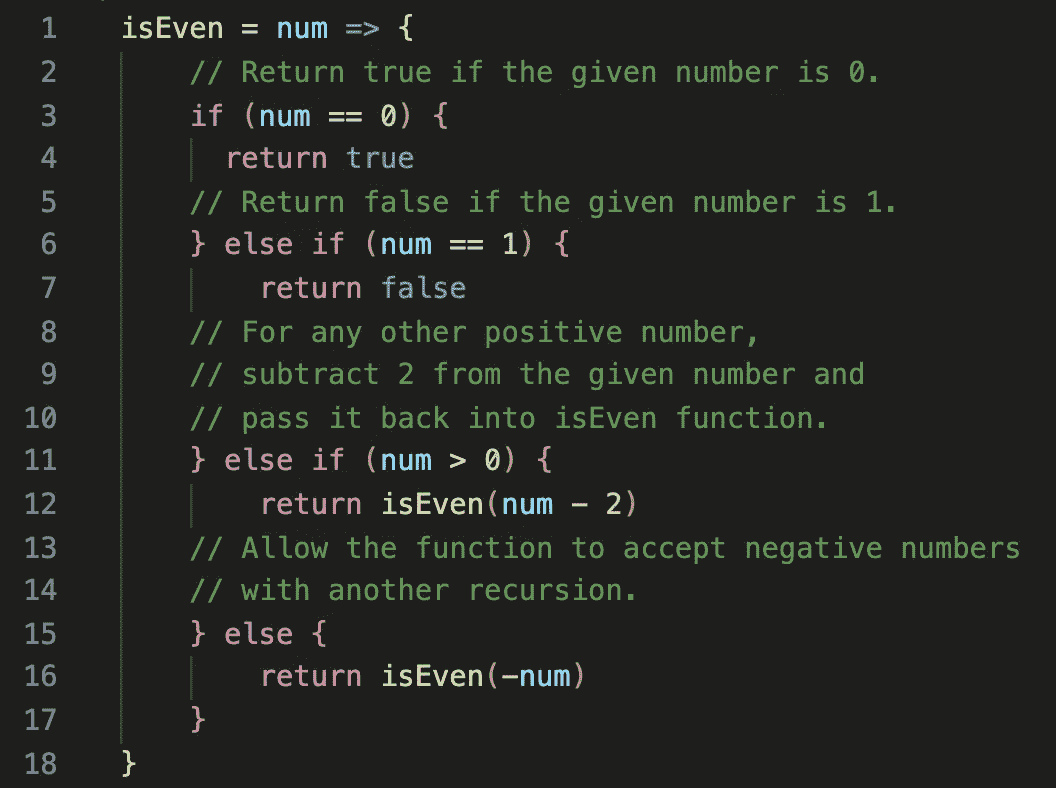 1 isEven = num => {
2 // Return true if the given number is 0.
3 if (num == 0) {
4 return true
5 // Return false if the given number is 1.
6 } else if (num == 1) {
7 return false
8 // For any other positive number,
9 // subtract 2 from the given number and
10 // pass it back into isEven function.
11 } else if (num > 0) {
12 return isEven(num - 2)
13 // Allow the function to accept negative numbers
14 // with another recursion.
15 } else {
16 return isEven(-num)
17 }
18 }